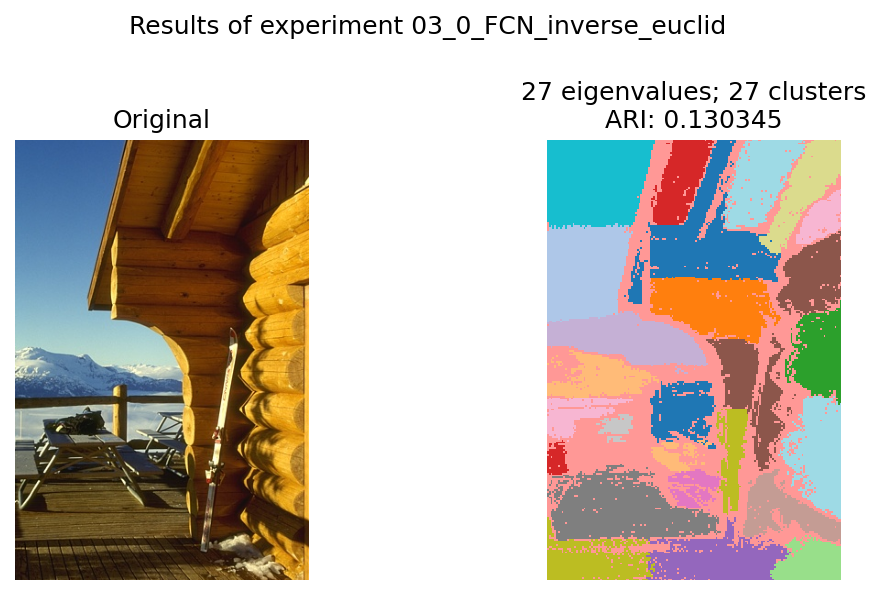 Results of experiment 03_0_FCN_inverse_euclid
Original
27 eigenvalues; 27 clusters
ARI: 0.130345